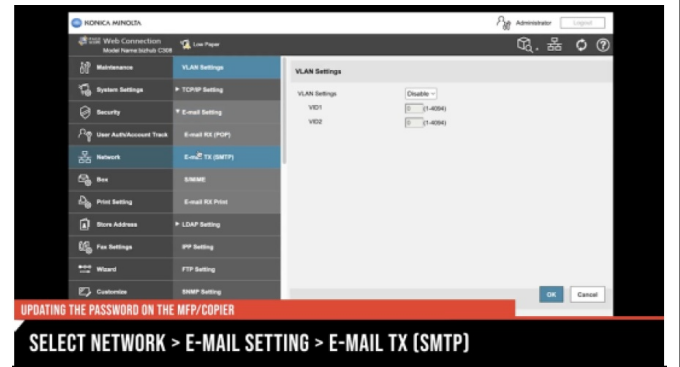 KONICA MINOLTA
Administrator
Logout
Web Connection
Model Name bizhub C308
Low Paper
?
Maintenance
System Settings
Security
User Auth/Account Track
Network
Box
Print Setting
Store Address
Fax Settings
Wizard
Customize
VLAN Settings
TCP/IP Setting
E-mail Setting
E-mail RX (POP)
E-mail TX (SMTP)
S/MIME
E-mail RX Print
LDAP Setting
IPP Setting
FTP Setting
SNMP Setting
VLAN Settings
VLAN Settings Disable
VID1 0 (1-4094)
VID2 0 (1-4094)
OK Cancel
UPDATING THE PASSWORD ON THE MFP/COPIER
SELECT NETWORK > E-MAIL SETTING > E-MAIL TX (SMTP)